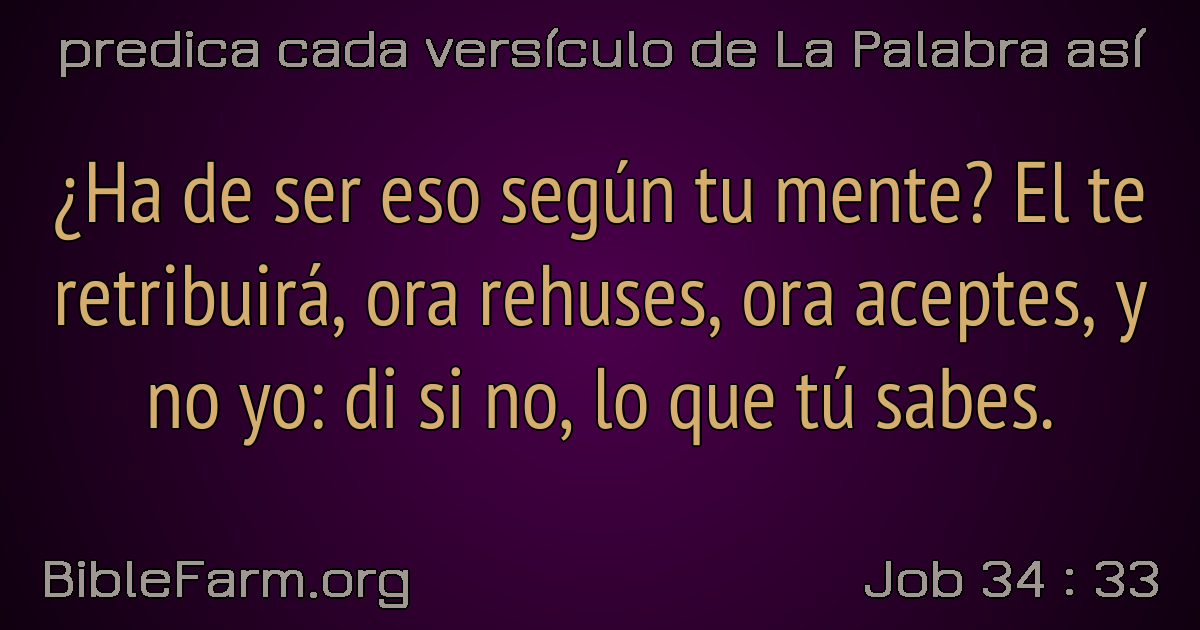 predica cada versículo de La Palabra así
¿Ha de ser eso según tu mente? El te
retribuirá, ora rehuses, ora aceptes, y
no yo: di si no, lo que tú sabes.
BibleFarm.org
Job 34 : 33